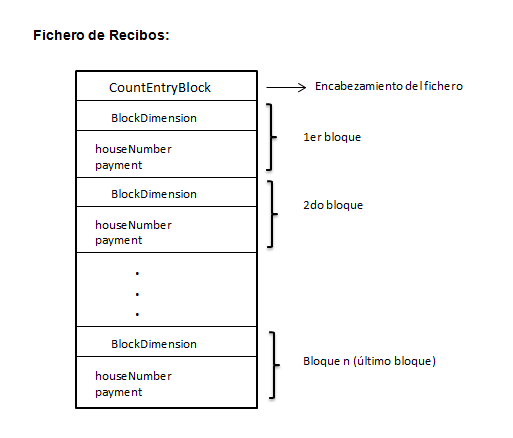 Fichero de Recibos:
CountEntryBlock
Encabezamiento del fichero
BlockDimension
1er bloque
houseNumber
payment
BlockDimension
2do bloque
houseNumber
payment
.
.
.
BlockDimension
Bloque n (último bloque)
houseNumber
payment